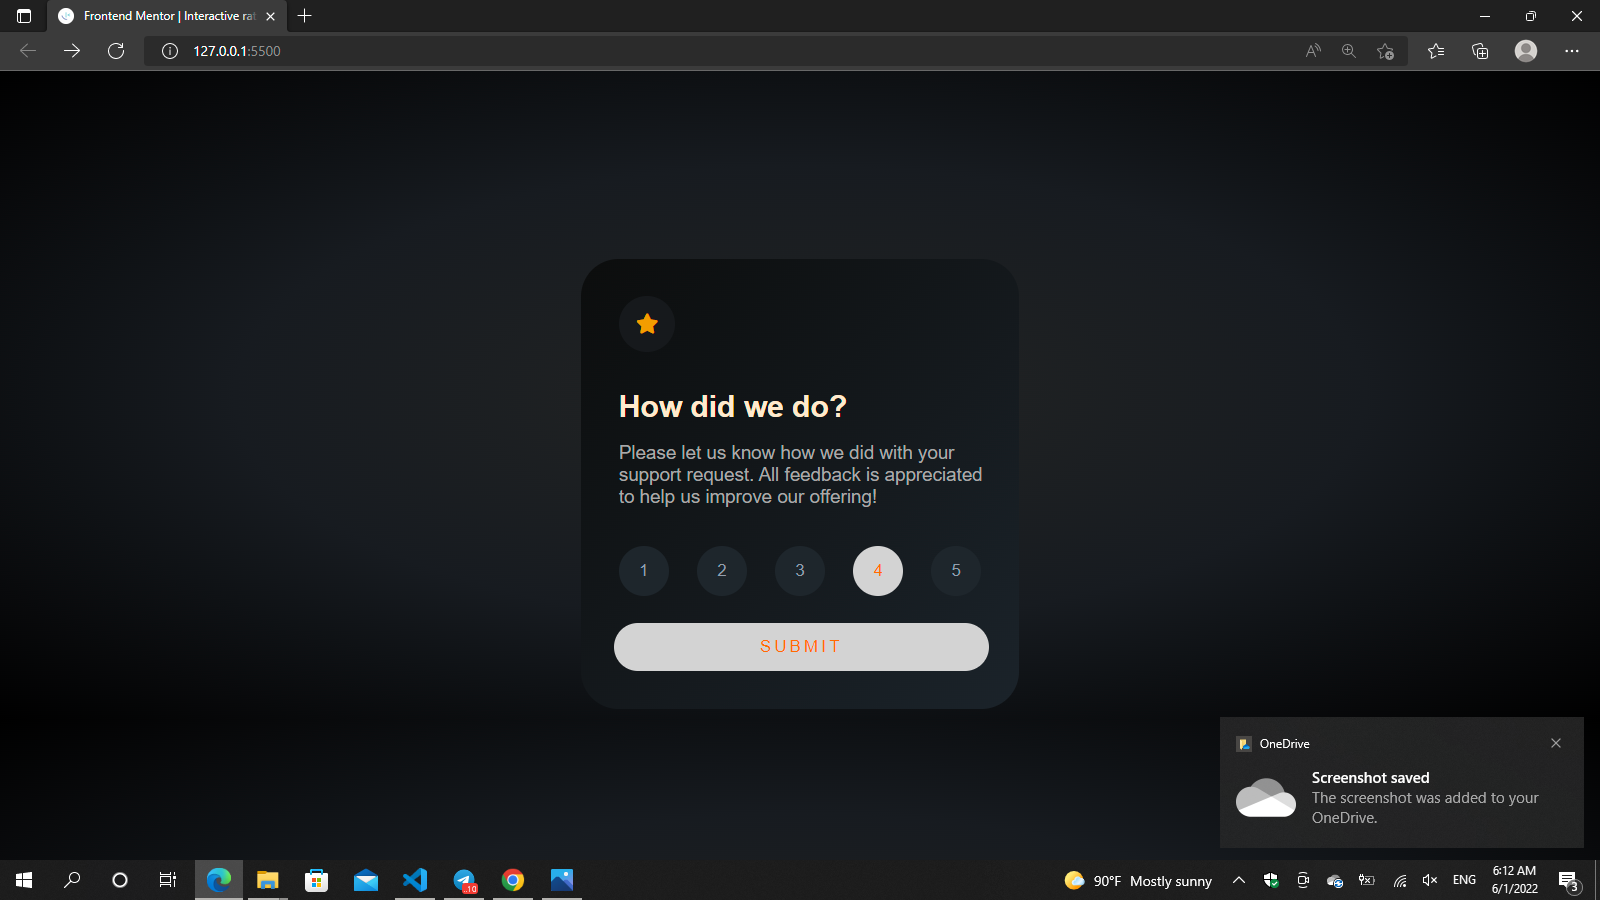 Frontend Mentor | Interactive rat
127.0.0.1:5500
How did we do?
Please let us know how we did with your
support request. All feedback is appreciated
to help us improve our offering!
1 2 3 4 5
SUBMIT
OneDrive
Screenshot saved
The screenshot was added to your
OneDrive.
.10
90°F Mostly sunny
ENG
6:12 AM
6/1/2022
3